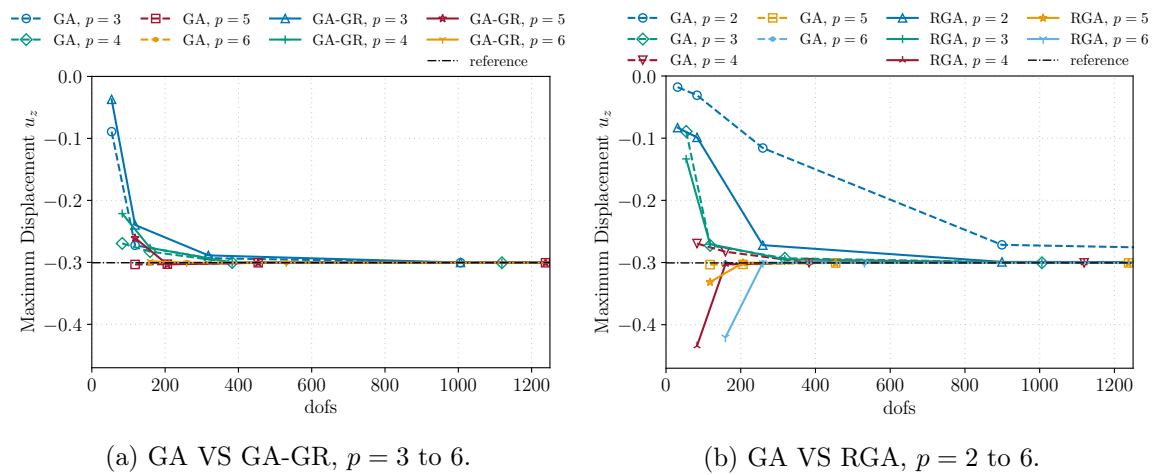 GA, p = 3
GA, p = 5
GA-GR, p = 3
GA-GR, p = 5
GA, p = 4
GA, p = 6
GA-GR, p = 4
GA-GR, p = 6
reference
0.0
−0.1
−0.2
−0.3
−0.4
Maximum Displacement u_z
0 200 400 600 800 1000 1200
dofs
(a) GA VS GA-GR, p = 3 to 6.
GA, p = 2
GA, p = 5
RGA, p = 2
RGA, p = 5
GA, p = 3
GA, p = 6
RGA, p = 3
RGA, p = 6
GA, p = 4
RGA, p = 4
reference
0.0
−0.1
−0.2
−0.3
−0.4
Maximum Displacement u_z
0 200 400 600 800 1000 1200
dofs
(b) GA VS RGA, p = 2 to 6.